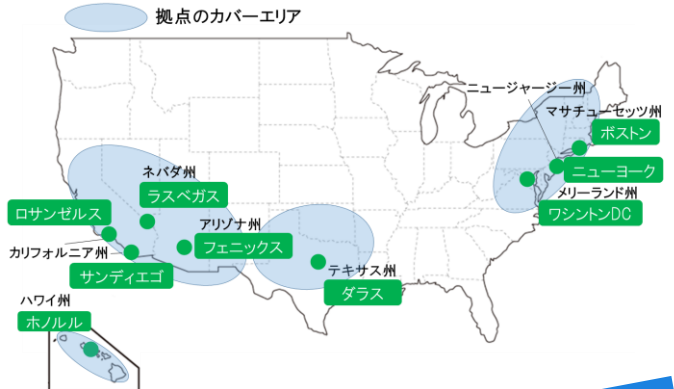 拠点のカバーエリア
ニュージャージー州
マサチューセッツ州
ボストン
ニューヨーク
メリーランド州
ワシントンDC
ネバダ州
ラスベガス
ロサンゼルス
アリゾナ州
フェニックス
カリフォルニア州
サンディエゴ
テキサス州
ダラス
ハワイ州
ホノルル